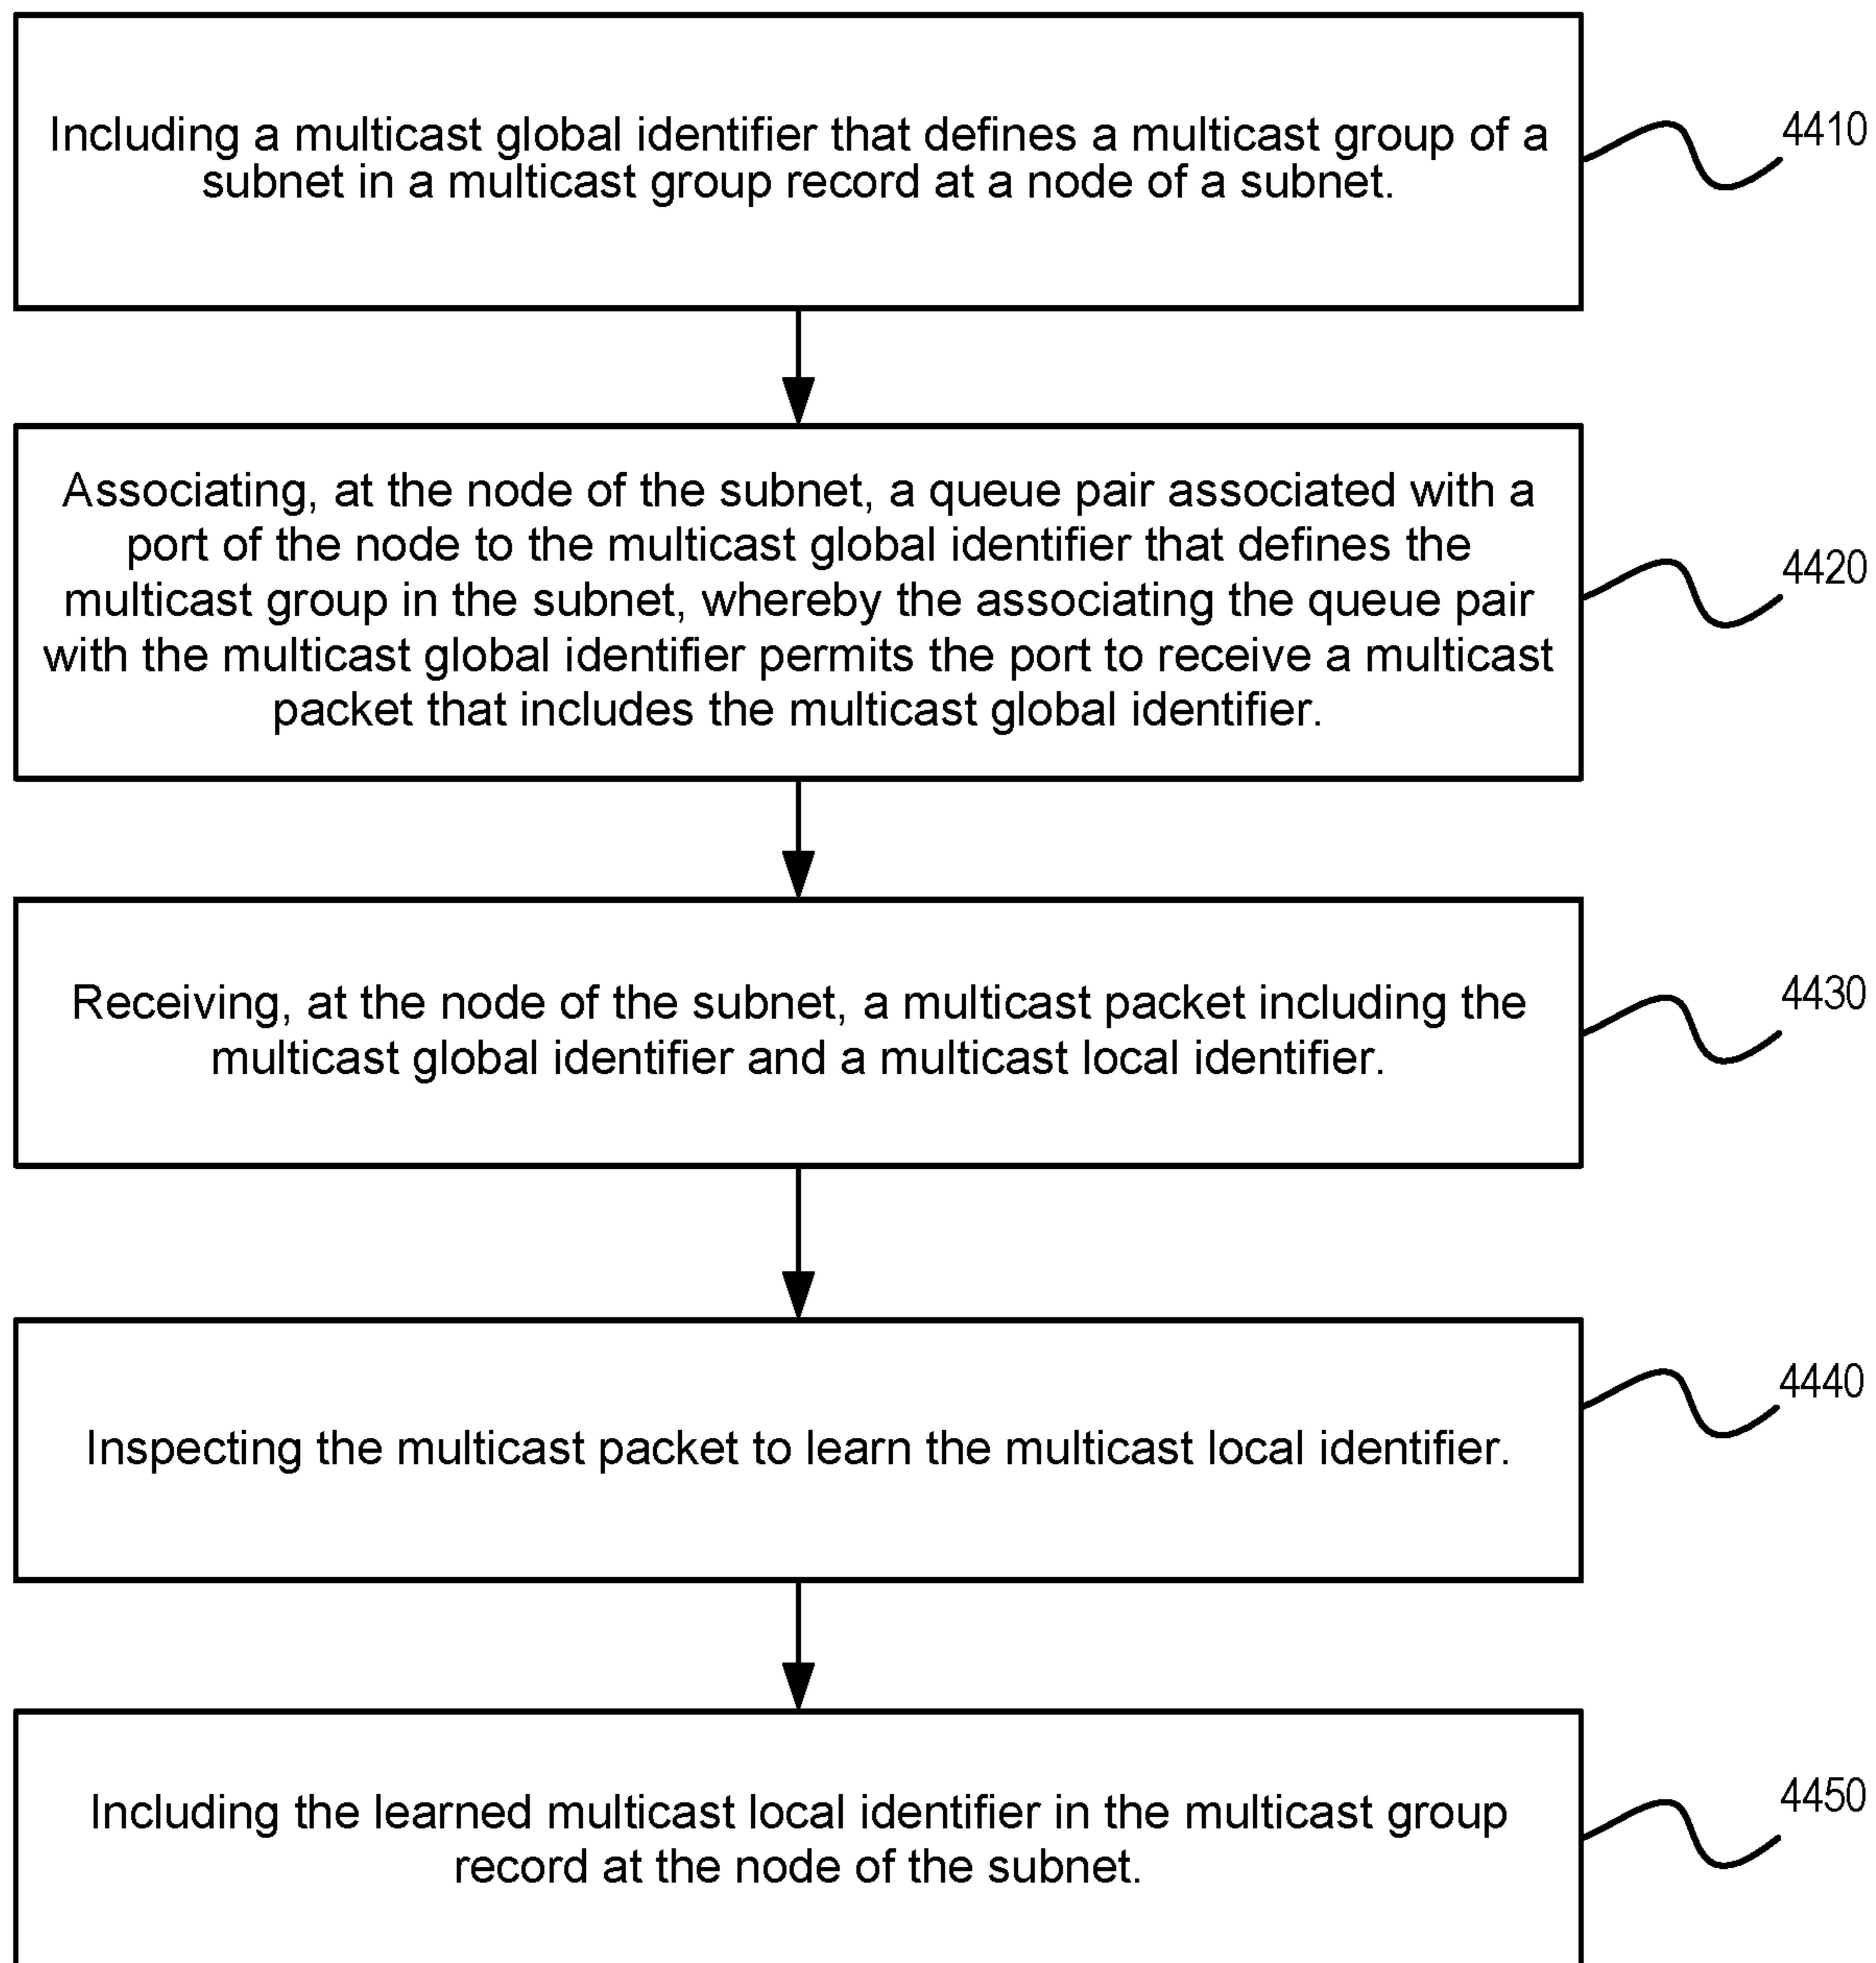 Including a multicast global identifier that defines a multicast group of a
subnet in a multicast group record at a node of a subnet.
4410
Associating, at the node of the subnet, a queue pair associated with a
port of the node to the multicast global identifier that defines the
multicast group in the subnet, whereby the associating the queue pair
with the multicast global identifier permits the port to receive a multicast
packet that includes the multicast global identifier.
4420
Receiving, at the node of the subnet, a multicast packet including the
multicast global identifier and a multicast local identifier.
4430
Inspecting the multicast packet to learn the multicast local identifier.
4440
Including the learned multicast local identifier in the multicast group
record at the node of the subnet.
4450